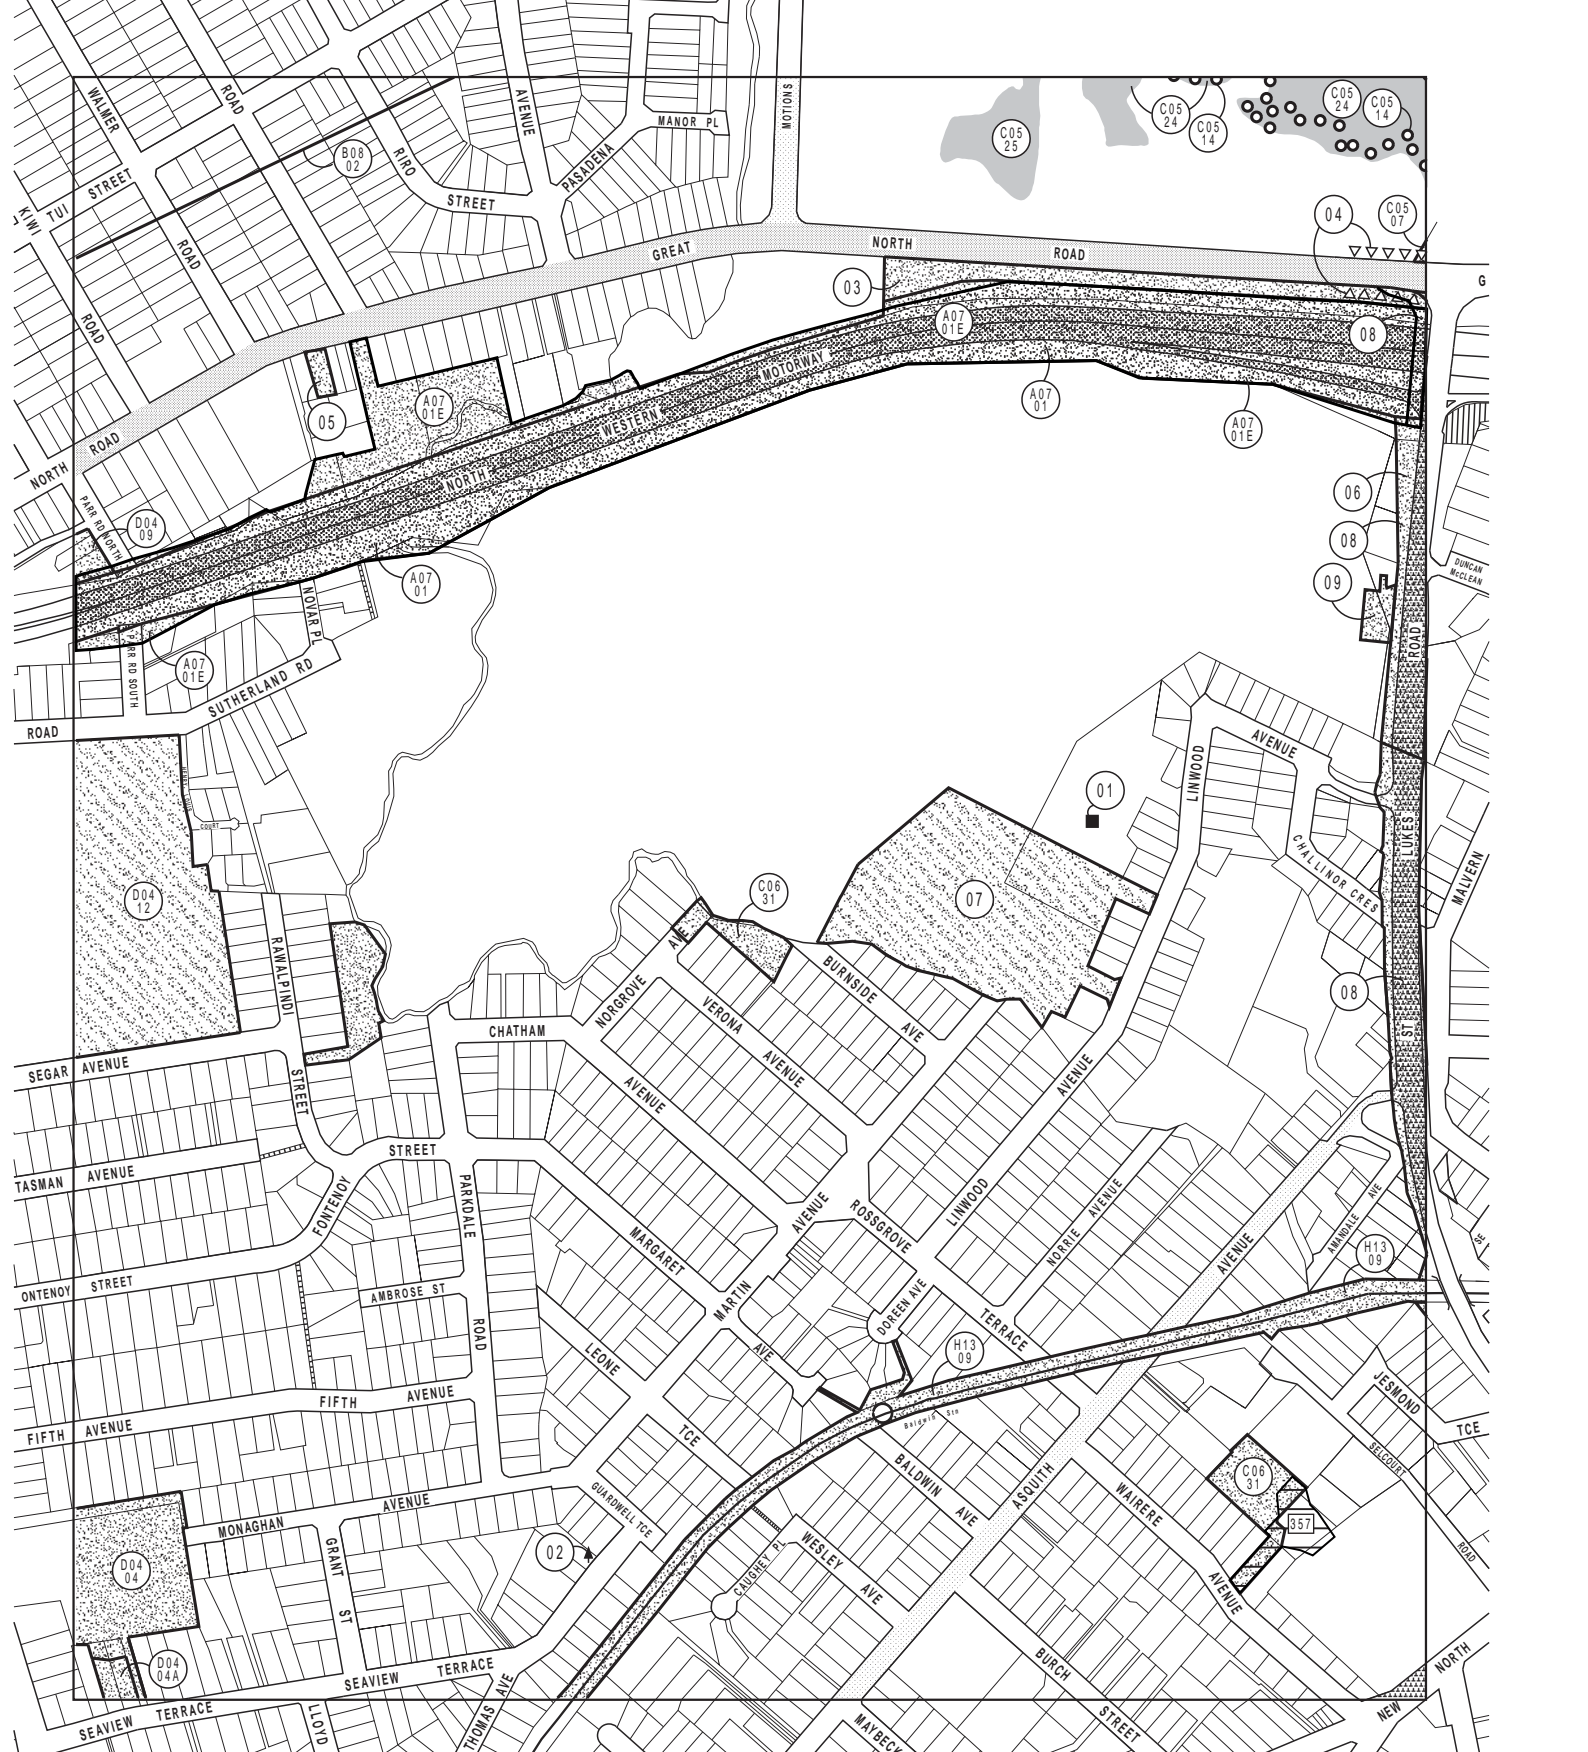 WALMER
ROAD
AVENUE
MANOR PL
MOTIONS
C05
25
C05
24
C05
14
C05
24
C05
14
B08
02
RIRO
STREET
PASADENA
KIWI
TUI STREET
ROAD
04
C05
07
GREAT
NORTH
ROAD
G
03
A07
01E
08
ROAD
05
A07
01E
NORTH
WESTERN
MOTORWAY
A07
01
A07
01E
NORTH ROAD
PARR RD NORTH
D04
09
06
08
09
DUNCAN
McCLEAN
A07
01
NOVAR PL
PARR RD SOUTH
A07
01E
SUTHERLAND RD
ROAD
ROAD
LINWOOD
AVENUE
01
COURT
CHALLINOR CRES
LUKES
MALVERN
D04
12
07
C06
31
AVE
RAWALPINDI
BURNSIDE
AVE
08
ST
NORGROVE
VERONA
AVENUE
CHATHAM
AVENUE
SEGAR AVENUE
STREET
AVENUE
STREET
TASMAN AVENUE
FONTENOY
PARKDALE
MARGARET
AVENUE
ROSSGROVE
LINWOOD
NORRIE AVENUE
AVENUE
AMANDALE AVE
H13
09
SE
ONTENOY STREET
AMBROSE ST
ROAD
MARTIN
AVE
DOREEN AVE
TERRACE
LEONE
H13
09
Baldwin Stn
JESMOND
TCE
FIFTH AVENUE
FIFTH AVENUE
TCE
BALDWIN AVE
ASQUITH
SELCOURT
ROAD
C06
31
357
WAIRERE
AVENUE
MONAGHAN
AVENUE
GUARDWELL TCE
02
GRANT
ST
D04
04
CAUGHEY PL
WESLEY AVE
D04
04A
SEAVIEW TERRACE
SEAVIEW TERRACE
LLOYD
THOMAS AVE
BURCH
STREET
MAYBECK
NEW NORTH